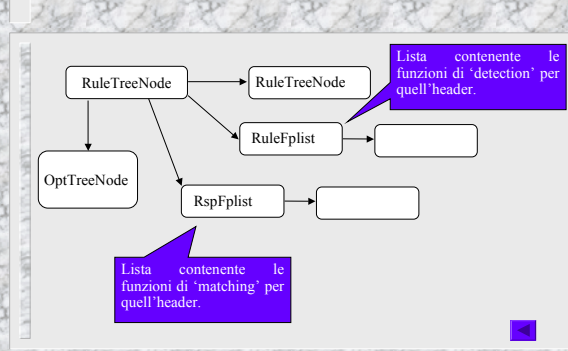 Lista contenente le
funzioni di ‘detection’ per
quell’header.
RuleTreeNode
RuleTreeNode
RuleFplist
OptTreeNode
RspFplist
Lista contenente le
funzioni di ‘matching’ per
quell’header.